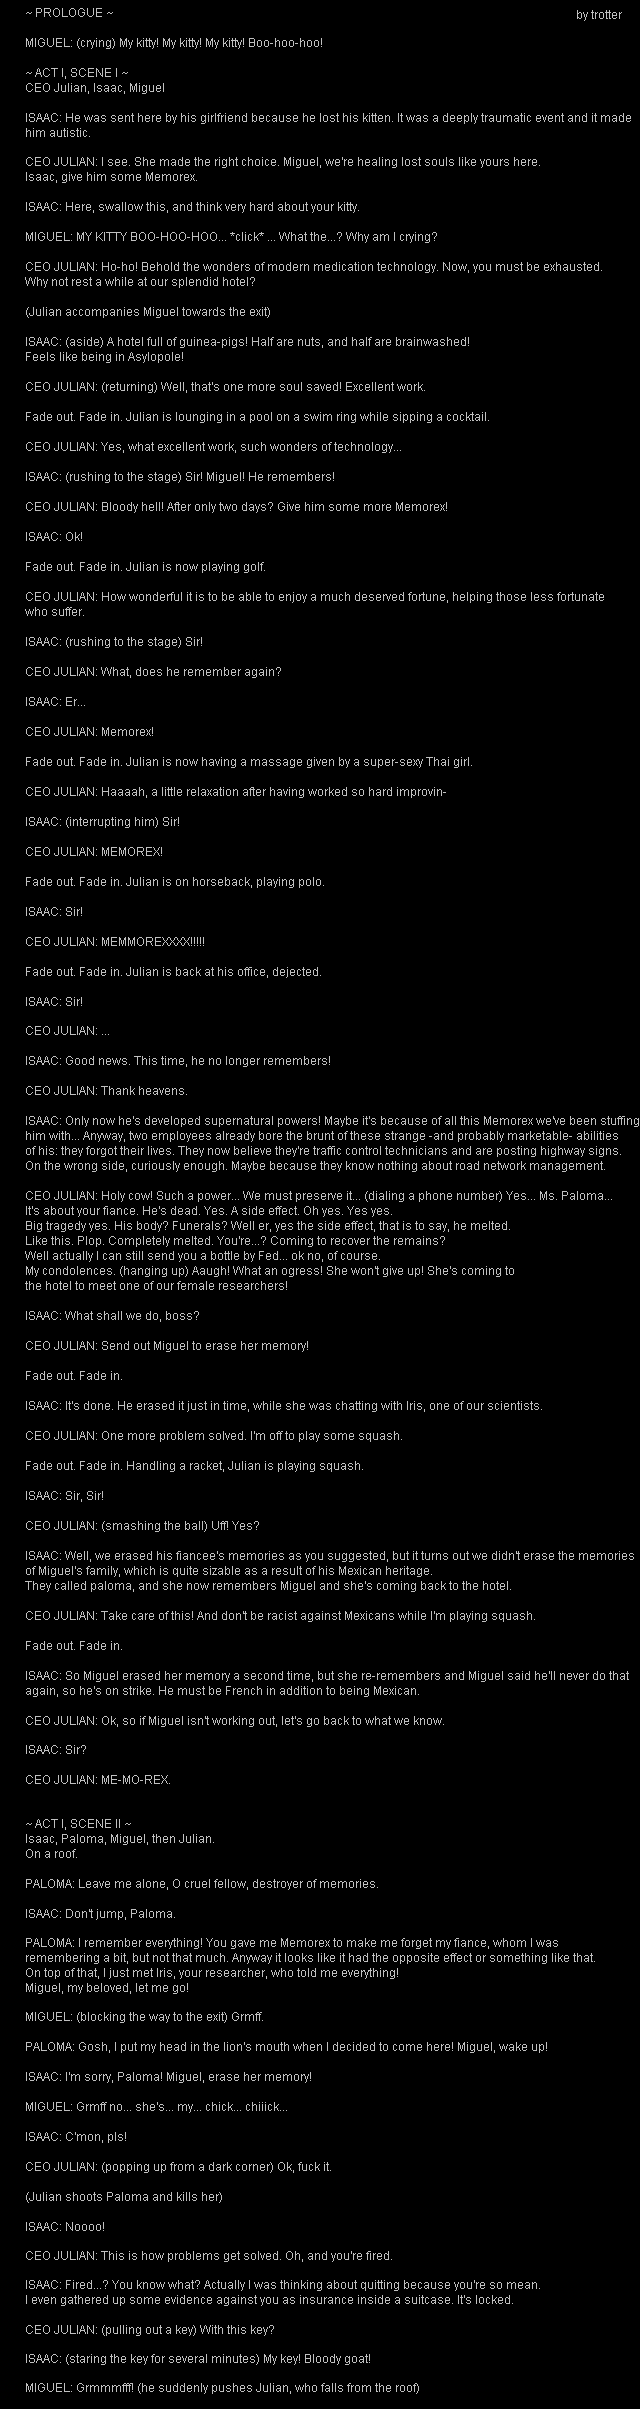 ~ PROLOGUE ~
by trotter
MIGUEL: (crying) My kitty! My kitty! My kitty! Boo-hoo-hoo!
~ ACT I, SCENE I ~
CEO Julian, Isaac, Miguel
ISAAC: He was sent here by his girlfriend because he lost his kitten. It was a deeply traumatic event and it made
him autistic.
CEO JULIAN: I see. She made the right choice. Miguel, we're healing lost souls like yours here.
Isaac, give him some Memorex.
ISAAC: Here, swallow this, and think very hard about your kitty.
MIGUEL: MY KITTY BOO-HOO-HOO... *click* ... What the...? Why am I crying?
CEO JULIAN: Ho-ho! Behold the wonders of modern medication technology. Now, you must be exhausted.
Why not rest a while at our splendid hotel?
(Julian accompanies Miguel towards the exit)
ISAAC: (aside) A hotel full of guinea-pigs! Half are nuts, and half are brainwashed!
Feels like being in Asylopole!
CEO JULIAN: (returning) Well, that's one more soul saved! Excellent work.
Fade out. Fade in. Julian is lounging in a pool on a swim ring while sipping a cocktail.
CEO JULIAN: Yes, what excellent work, such wonders of technology...
ISAAC: (rushing to the stage) Sir! Miguel! He remembers!
CEO JULIAN: Bloody hell! After only two days? Give him some more Memorex!
ISAAC: Ok!
Fade out. Fade in. Julian is now playing golf.
CEO JULIAN: How wonderful it is to be able to enjoy a much deserved fortune, helping those less fortunate
who suffer.
ISAAC: (rushing to the stage) Sir!
CEO JULIAN: What, does he remember again?
ISAAC: Er...
CEO JULIAN: Memorex!
Fade out. Fade in. Julian is now having a massage given by a super-sexy Thai girl.
CEO JULIAN: Haaaah, a little relaxation after having worked so hard improvin-
ISAAC: (interrupting him) Sir!
CEO JULIAN: MEMOREX!
Fade out. Fade in. Julian is on horseback, playing polo.
ISAAC: Sir!
CEO JULIAN: MEMMOREXXXX!!!!!
Fade out. Fade in. Julian is back at his office, dejected.
ISAAC: Sir!
CEO JULIAN: ...
ISAAC: Good news. This time, he no longer remembers!
CEO JULIAN: Thank heavens.
ISAAC: Only now he's developed supernatural powers! Maybe it's because of all this Memorex we've been stuffing
him with... Anyway, two employees already bore the brunt of these strange -and probably marketable- abilities
of his: they forgot their lives. They now believe they're traffic control technicians and are posting highway signs.
On the wrong side, curiously enough. Maybe because they know nothing about road network management.
CEO JULIAN: Holy cow! Such a power... We must preserve it... (dialing a phone number) Yes... Ms. Paloma...
It's about your fiance. He's dead. Yes. A side effect. Oh yes. Yes yes.
Big tragedy yes. His body? Funerals? Well er, yes the side effect, that is to say, he melted.
Like this. Plop. Completely melted. You're...? Coming to recover the remains?
Well actually I can still send you a bottle by Fed... ok no, of course.
My condolences. (hanging up) Aaugh! What an ogress! She won't give up! She's coming to
the hotel to meet one of our female researchers!
ISAAC: What shall we do, boss?
CEO JULIAN: Send out Miguel to erase her memory!
Fade out. Fade in.
ISAAC: It's done. He erased it just in time, while she was chatting with Iris, one of our scientists.
CEO JULIAN: One more problem solved. I'm off to play some squash.
Fade out. Fade in. Handling a racket, Julian is playing squash.
ISAAC: Sir, Sir!
CEO JULIAN: (smashing the ball) Uff! Yes?
ISAAC: Well, we erased his fiancee's memories as you suggested, but it turns out we didn't erase the memories
of Miguel's family, which is quite sizable as a result of his Mexican heritage.
They called paloma, and she now remembers Miguel and she's coming back to the hotel.
CEO JULIAN: Take care of this! And don't be racist against Mexicans while I'm playing squash.
Fade out. Fade in.
ISAAC: So Miguel erased her memory a second time, but she re-remembers and Miguel said he'll never do that
again, so he's on strike. He must be French in addition to being Mexican.
CEO JULIAN: Ok, so if Miguel isn't working out, let's go back to what we know.
ISAAC: Sir?
CEO JULIAN: ME-MO-REX.
~ ACT I, SCENE II ~
Isaac, Paloma, Miguel, then Julian.
On a roof.
PALOMA: Leave me alone, O cruel fellow, destroyer of memories.
ISAAC: Don't jump, Paloma.
PALOMA: I remember everything! You gave me Memorex to make me forget my fiance, whom I was
remembering a bit, but not that much. Anyway it looks like it had the opposite effect or something like that.
On top of that, I just met Iris, your researcher, who told me everything!
Miguel, my beloved, let me go!
MIGUEL: (blocking the way to the exit) Grmff.
PALOMA: Gosh, I put my head in the lion's mouth when I decided to come here! Miguel, wake up!
ISAAC: I'm sorry, Paloma! Miguel, erase her memory!
MIGUEL: Grmff no... she's... my... chick... chiiick...
ISAAC: C'mon, pls!
CEO JULIAN: (popping up from a dark corner) Ok, fuck it.
(Julian shoots Paloma and kills her)
ISAAC: Noooo!
CEO JULIAN: This is how problems get solved. Oh, and you're fired.
ISAAC: Fired...? You know what? Actually I was thinking about quitting because you're so mean.
I even gathered up some evidence against you as insurance inside a suitcase. It's locked.
CEO JULIAN: (pulling out a key) With this key?
ISAAC: (staring the key for several minutes) My key! Bloody goat!
MIGUEL: Grmmmfff! (he suddenly pushes Julian, who falls from the roof)